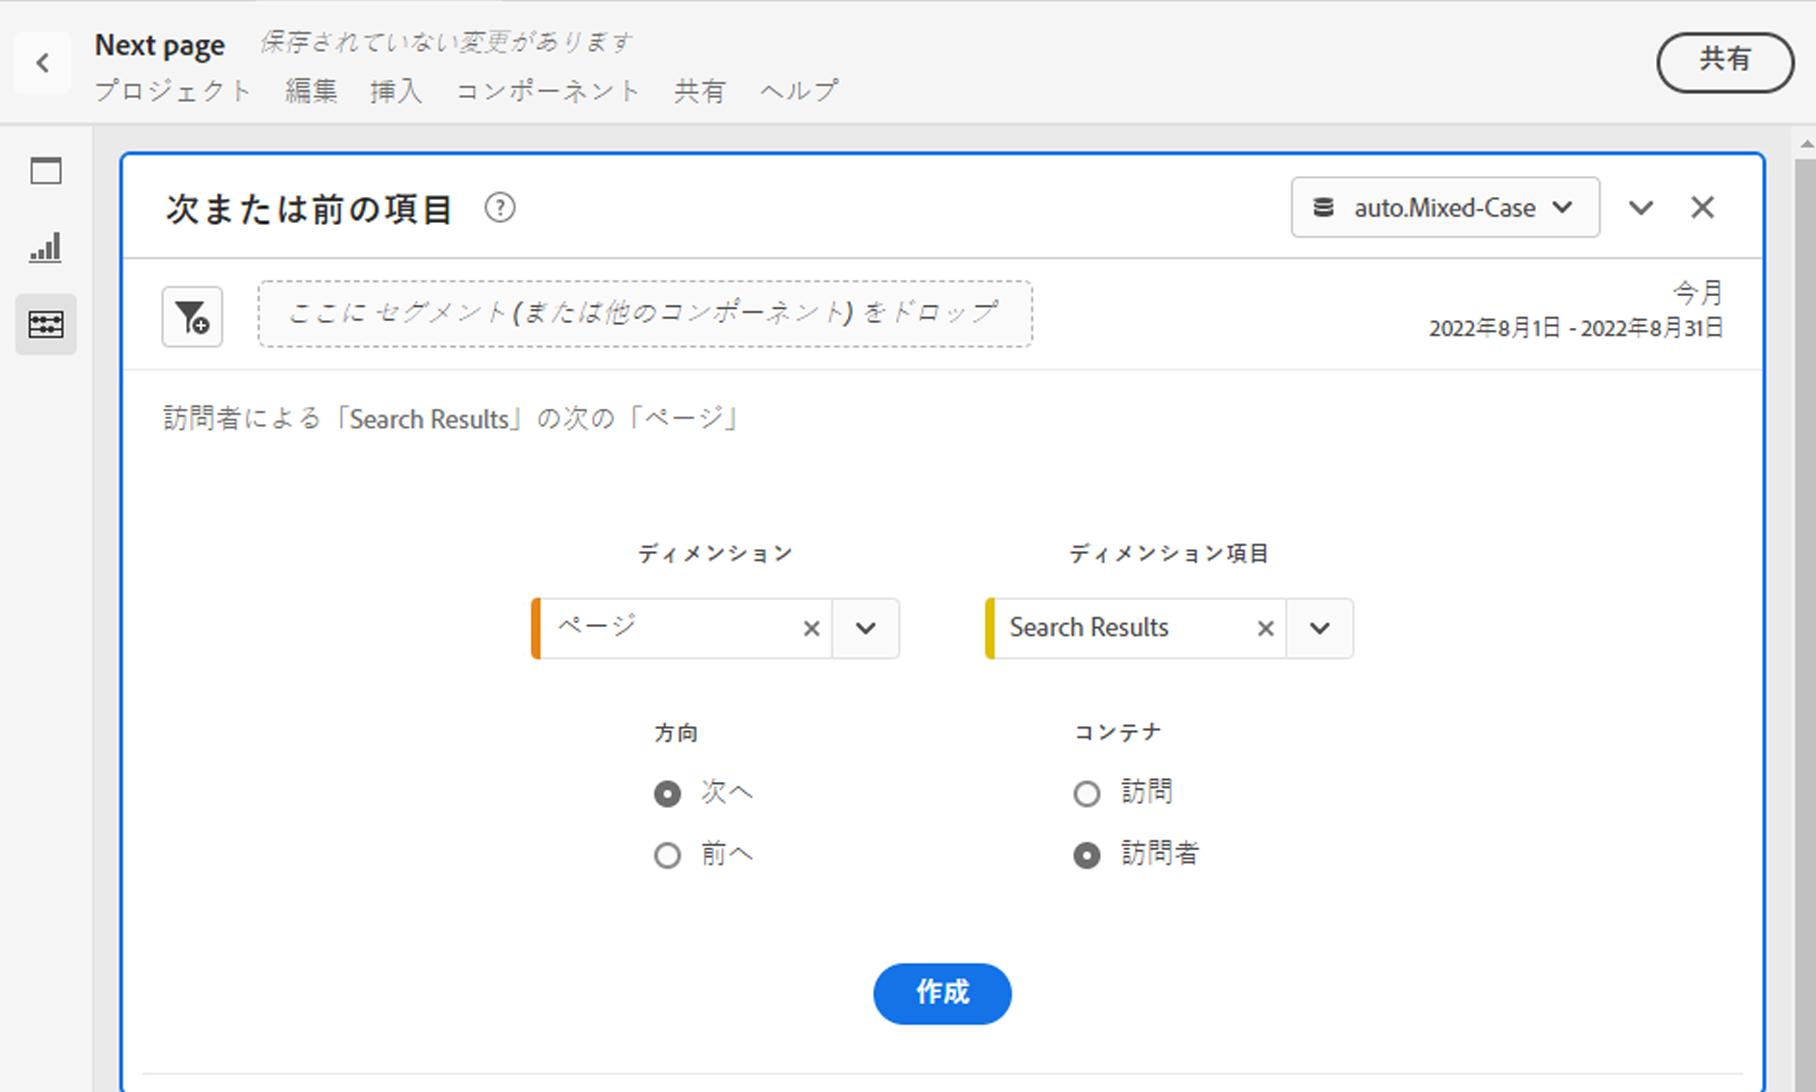 Next page 保存されていない変更があります
共有
プロジェクト 編集 挿入 コンポーネント 共有 ヘルプ
次または前の項目 ?
auto.Mixed-Case
ここに セグメント (または他のコンポーネント) をドロップ
今月
2022年8月1日 - 2022年8月31日
訪問者による「Search Results」の次の「ページ」
ディメンション ディメンション項目
ページ Search Results
方向 コンテナ
次へ 訪問
前へ 訪問者
作成